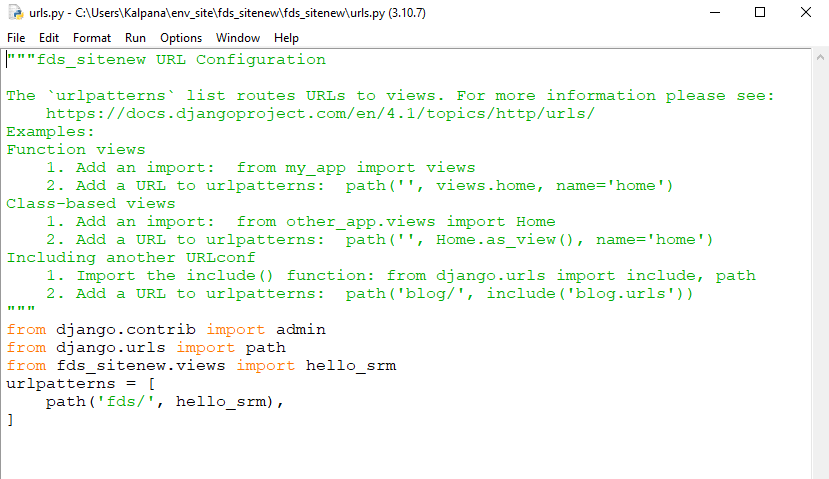 urls.py - C:\Users\Kalpana\env_site\fds_sitenew\fds_sitenew\urls.py (3.10.7)
File Edit Format Run Options Window Help
"""fds_sitenew URL Configuration

The `urlpatterns` list routes URLs to views. For more information please see:
    https://docs.djangoproject.com/en/4.1/topics/http/urls/
Examples:
Function views
    1. Add an import:  from my_app import views
    2. Add a URL to urlpatterns:  path('', views.home, name='home')
Class-based views
    1. Add an import:  from other_app.views import Home
    2. Add a URL to urlpatterns:  path('', Home.as_view(), name='home')
Including another URLconf
    1. Import the include() function: from django.urls import include, path
    2. Add a URL to urlpatterns:  path('blog/', include('blog.urls'))
"""
from django.contrib import admin
from django.urls import path
from fds_sitenew.views import hello_srm
urlpatterns = [
    path('fds/', hello_srm),
]